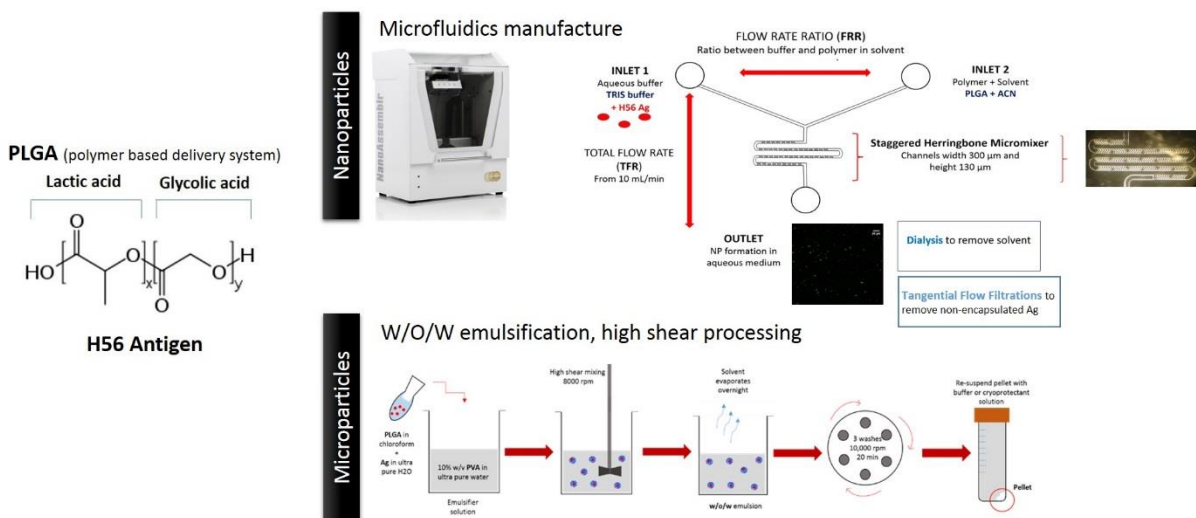 PLGA (polymer based delivery system)
Lactic acid
Glycolic acid
O
HO
O
x
O
O
H
y
H56 Antigen
Nanoparticles
Microfluidics manufacture
NanoAssemblr
FLOW RATE RATIO (FRR)
Ratio between buffer and polymer in solvent
INLET 1
Aqueous buffer
TRIS buffer
+ H56 Ag
INLET 2
Polymer + Solvent
PLGA + ACN
TOTAL FLOW RATE
(TFR)
From 10 mL/min
Staggered Herringbone Micromixer
Channels width 300 µm and
height 130 µm
OUTLET
NP formation in
aqueous medium
Dialysis to remove solvent
Tangential Flow Filtrations to
remove non-encapsulated Ag
Microparticles
W/O/W emulsification, high shear processing
PLGA in
chloroform
+
Ag in ultra
pure H2O
10% w/v PVA in
ultra pure water
Emulsifier
solution
High shear mixing
8000 rpm
Solvent
evaporates
overnight
w/o/w emulsion
3 washes
10,000 rpm
20 min
Re-suspend pellet with
buffer or cryoprotectant
solution
Pellet